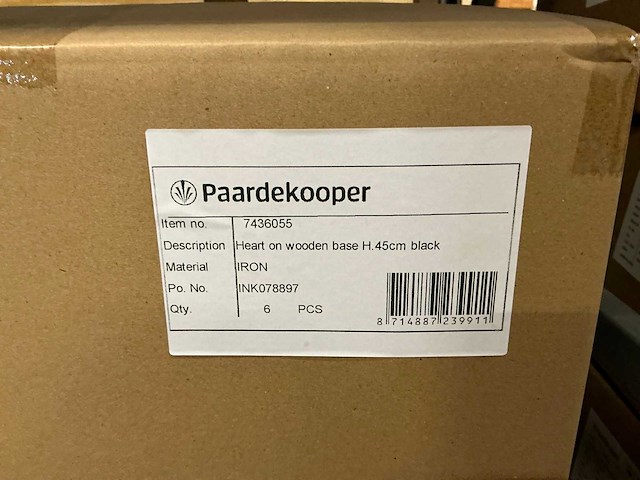 Paardekooper
Item no. 7436055
Description Heart on wooden base H.45cm black
Material IRON
Po. No. INK078897
Qty. 6 PCS
8 714887 239911